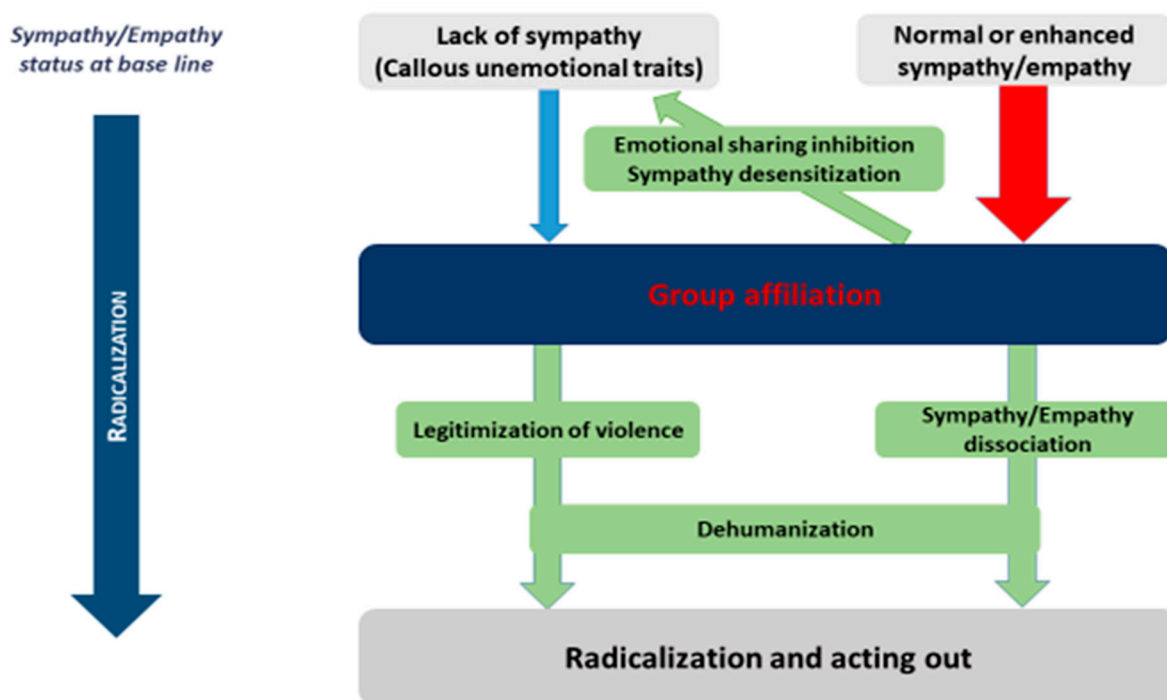 Sympathy/Empathy
status at base line
Lack of sympathy
(Callous unemotional traits)
Normal or enhanced
sympathy/empathy
Emotional sharing inhibition
Sympathy desensitization
Group affiliation
RADICALIZATION
Legitimization of violence
Sympathy/Empathy
dissociation
Dehumanization
Radicalization and acting out